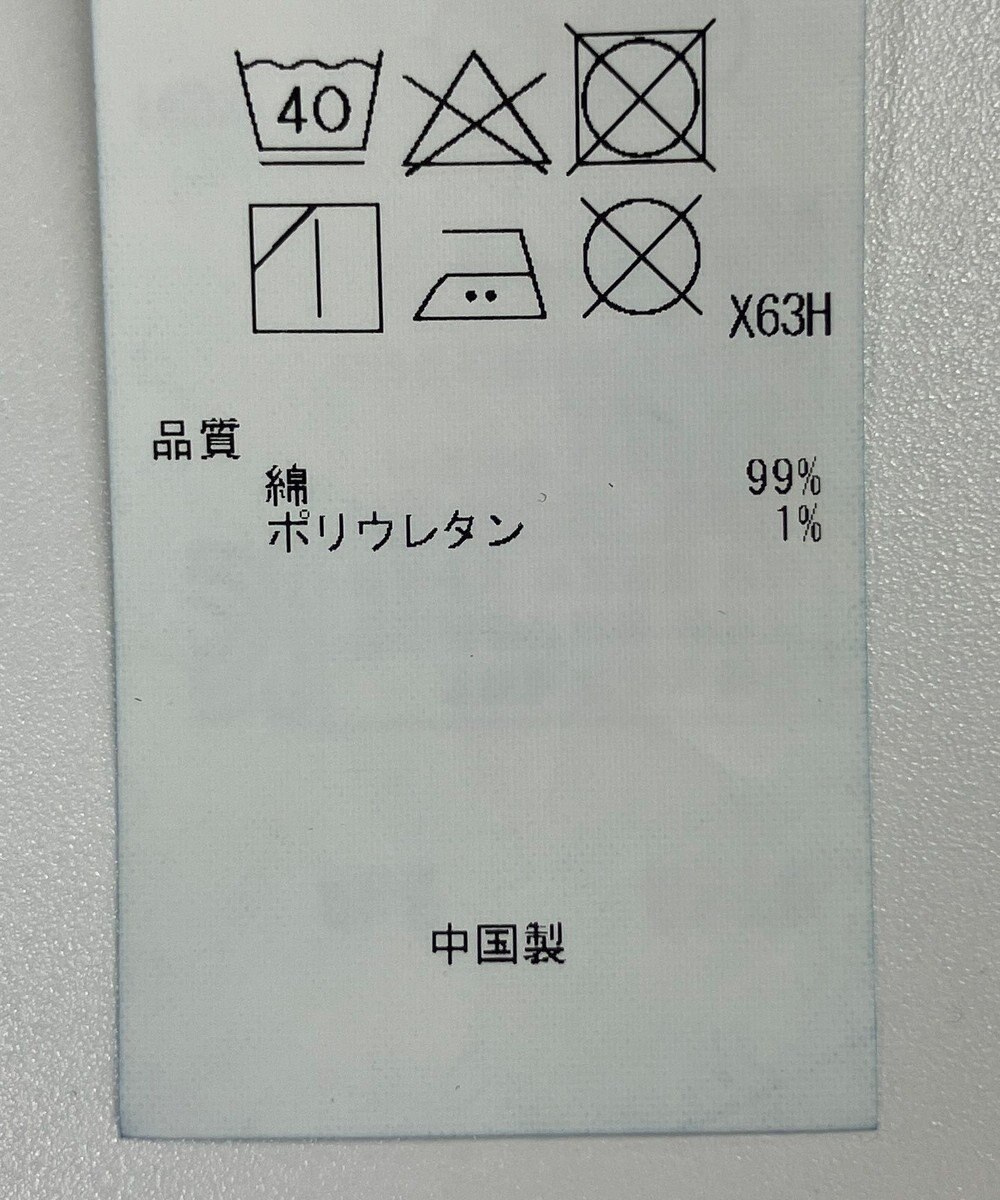 40
X63H
品質
綿 99%
ポリウレタン 1%
中国製